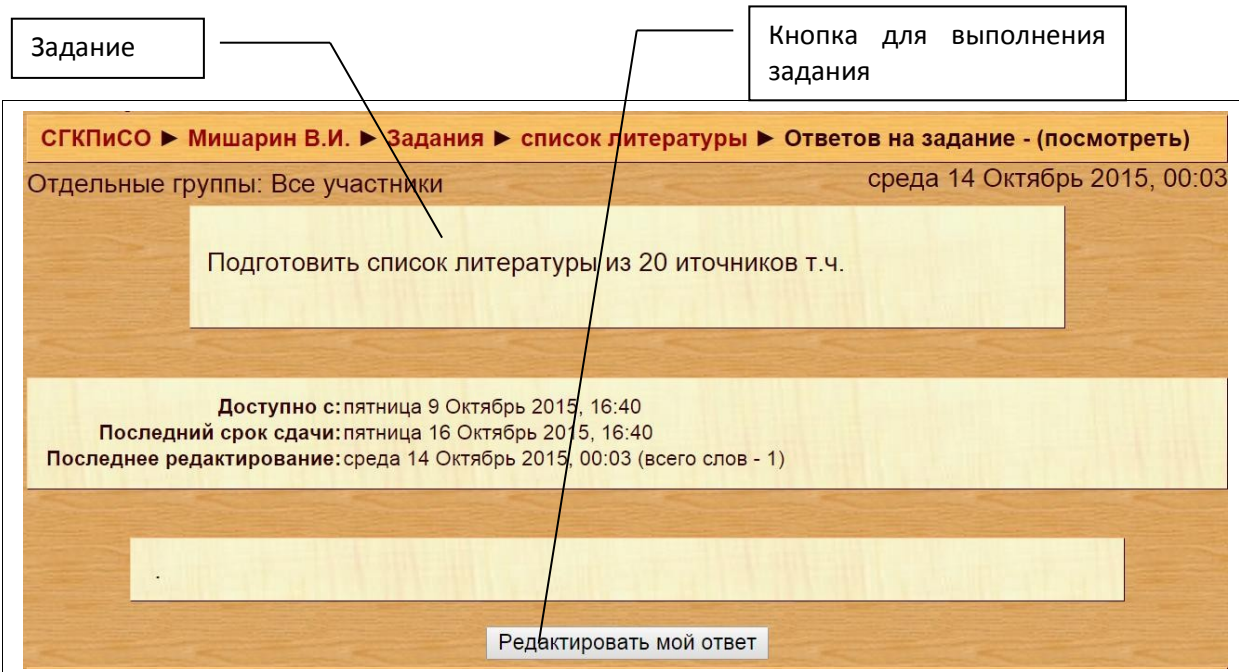 Задание
Кнопка для выполнения
задания
СГКПиСО ► Мишарин В.И. ► Задания ► список литературы ► Ответов на задание - (посмотреть)
Отдельные группы: Все участники
среда 14 Октябрь 2015, 00:03
Подготовить список литературы из 20 иточников т.ч.
Доступно с: пятница 9 Октябрь 2015, 16:40
Последний срок сдачи: пятница 16 Октябрь 2015, 16:40
Последнее редактирование: среда 14 Октябрь 2015, 00:03 (всего слов - 1)
.
Редактировать мой ответ